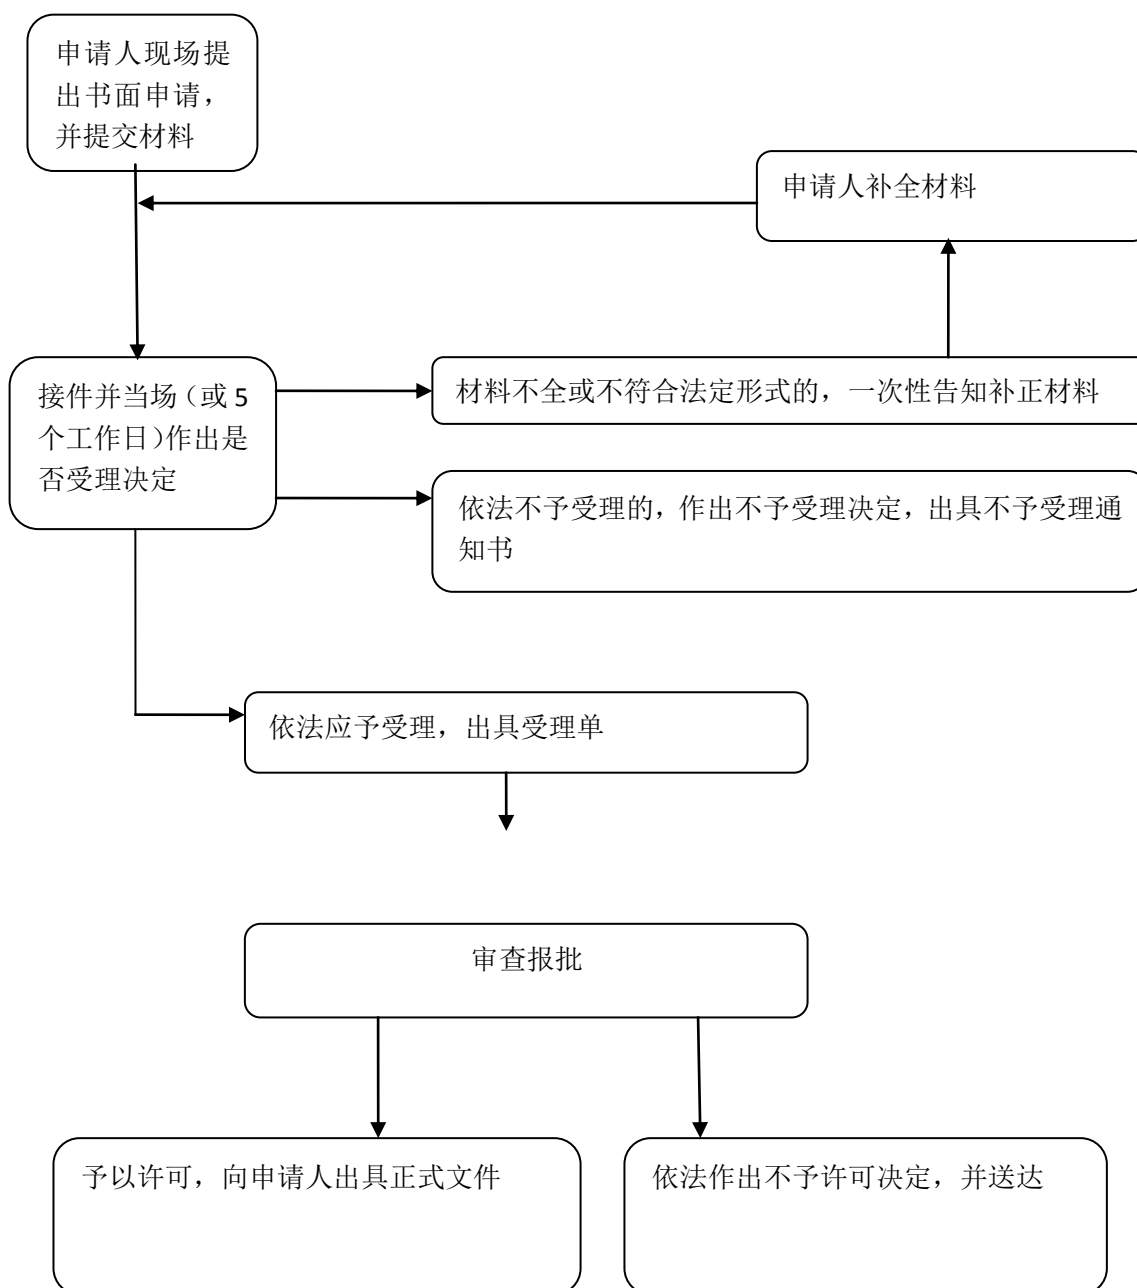 申请人现场提
出书面申请，
并提交材料
申请人补全材料
接件并当场（或 5
个工作日）作出是
否受理决定
材料不全或不符合法定形式的，一次性告知补正材料
依法不予受理的，作出不予受理决定，出具不予受理通
知书
依法应予受理，出具受理单
审查报批
予以许可，向申请人出具正式文件
依法作出不予许可决定，并送达